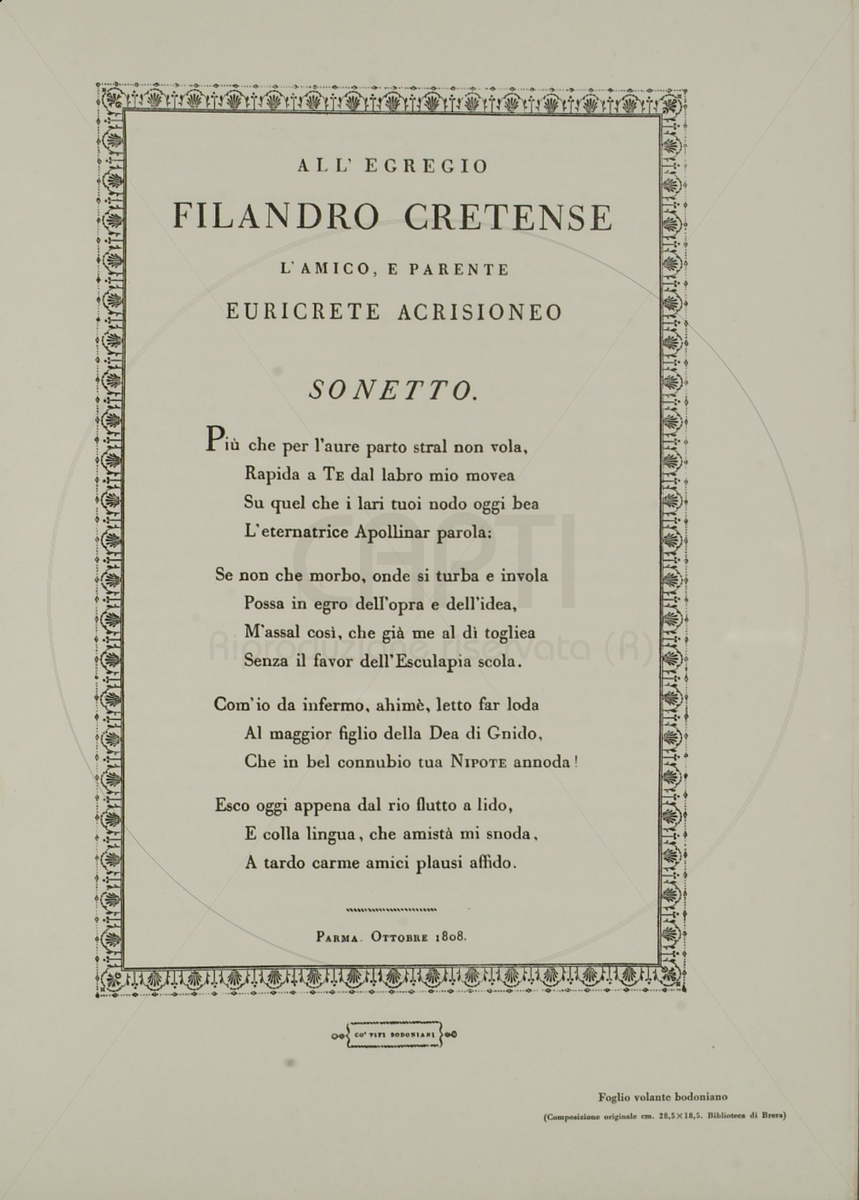 ALL' EGREGIO
FILANDRO CRETENSE
L'AMICO, E PARENTE
EURICRETE ACRISIONEO
SONETTO.
Più che per l'aure parto stral non vola,
Rapida a TE dal labro mio movea
Su quel che i lari tuoi nodo oggi bea
L'eternatrice Apollinar parola:
Se non che morbo, onde si turba e invola
Possa in egro dell'opra e dell'idea,
M'assal così, che già me al dì togliea
Senza il favor dell'Esculapia scola.
Com'io da infermo, ahimè, letto far loda
Al maggior figlio della Dea di Gnido,
Che in bel connubio tua NIPOTE annoda!
Esco oggi appena dal rio flutto a lido,
E colla lingua, che amistà mi snoda,
A tardo carme amici plausi affido.
PARMA. OTTOBRE 1808.
CO' TIPI BODONIANI
Foglio volante bodoniano
(Composizione originale cm. 28,5×18,5. Biblioteca di Brera)
CAPTI
Riproduzione riservata (R)